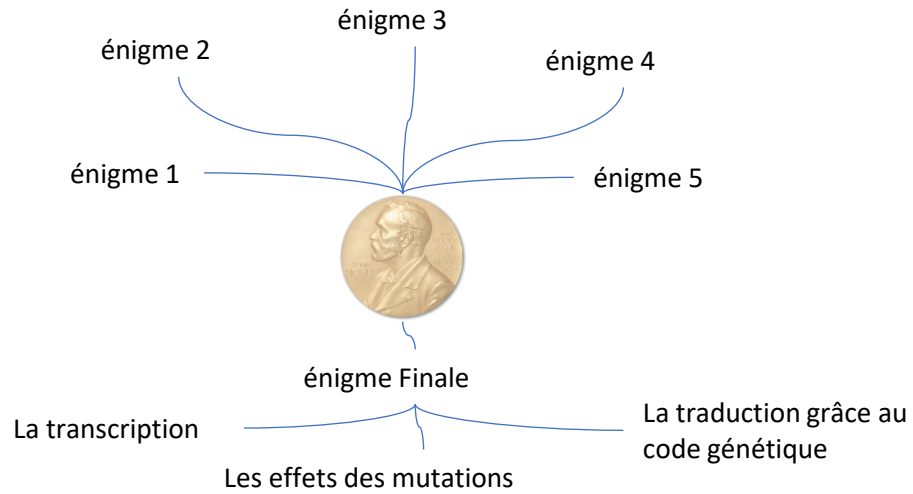 énigme 3
énigme 2
énigme 4
énigme 1
énigme 5
énigme Finale
La transcription
La traduction grâce au
code génétique
Les effets des mutations